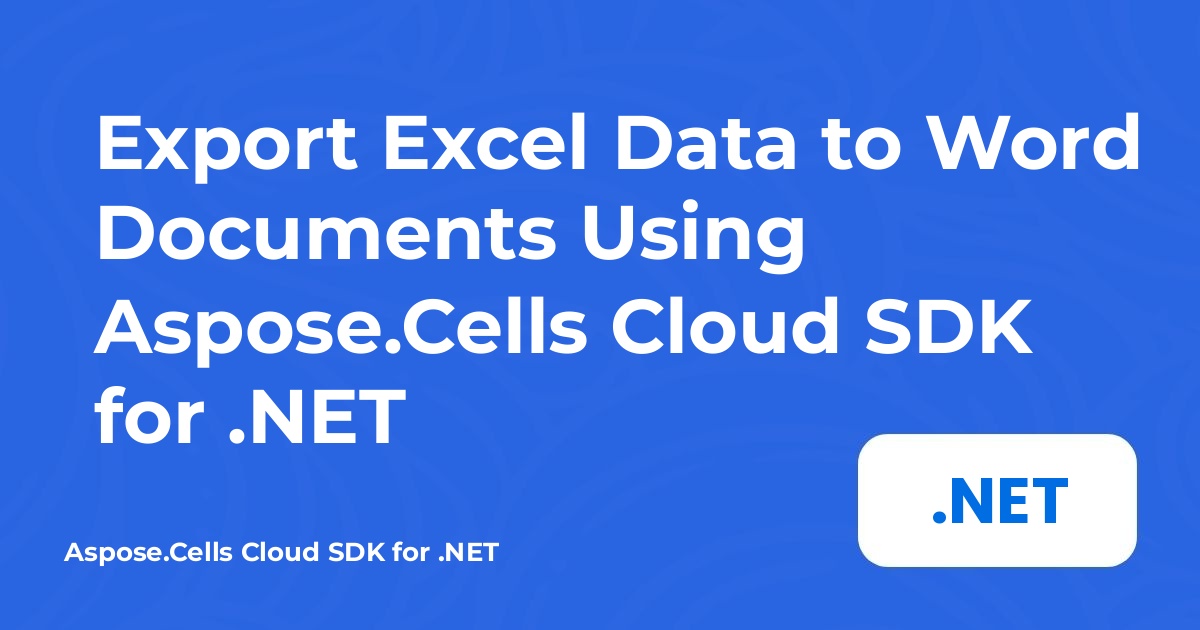 Export Excel Data to Word
Documents Using
Aspose.Cells Cloud SDK
for .NET
.NET
Aspose.Cells Cloud SDK for .NET